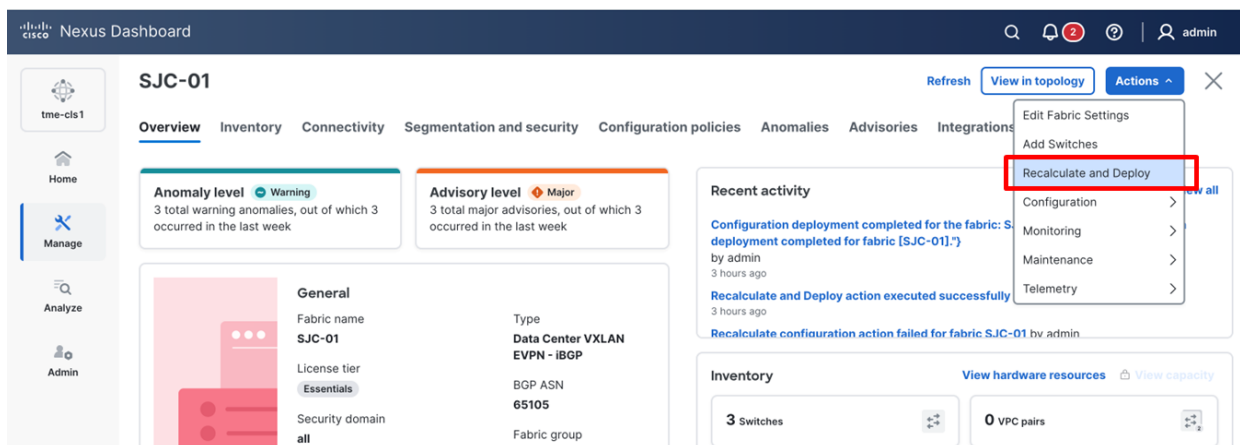 cisco Nexus Dashboard
2
admin
tme-cls1
Home
Manage
Analyze
Admin
SJC-01
Refresh
View in topology
Actions
Overview Inventory Connectivity Segmentation and security Configuration policies Anomalies Advisories Integrations
Edit Fabric Settings
Add Switches
Recalculate and Deploy
Configuration
Monitoring
Maintenance
Telemetry
Anomaly level Warning
3 total warning anomalies, out of which 3
occurred in the last week
Advisory level Major
3 total major advisories, out of which 3
occurred in the last week
General
Fabric name
SJC-01
License tier
Essentials
Security domain
all
Type
Data Center VXLAN
EVPN - iBGP
BGP ASN
65105
Fabric group
Recent activity
all
Configuration deployment completed for the fabric:
deployment completed for fabric [SJC-01]."}
by admin
3 hours ago
Recalculate and Deploy action executed successfully
3 hours ago
Recalculate configuration action failed for fabric SJC-01 by admin
Inventory
View hardware resources
View capacity
3 Switches
0 VPC pairs